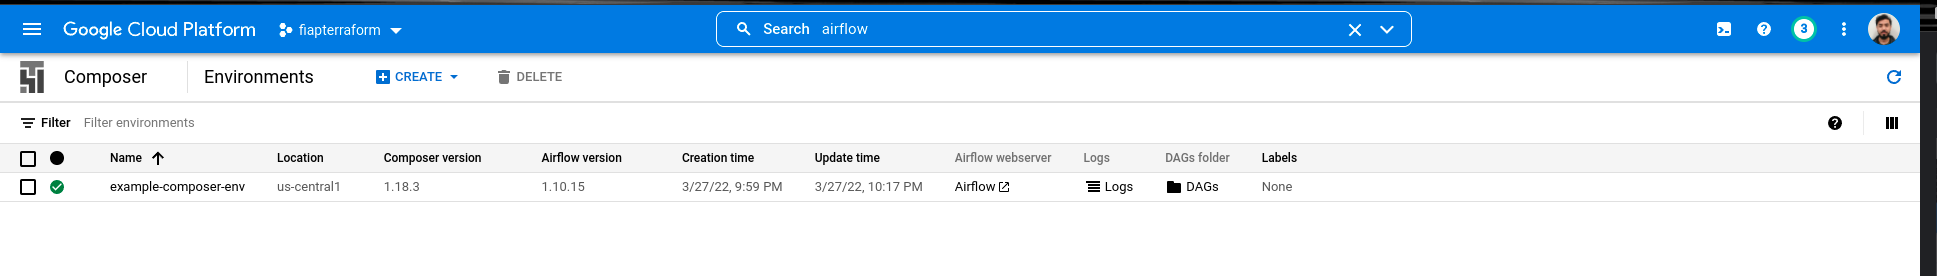 Google Cloud Platform fiapterraform Search airflow 3
Composer Environments CREATE DELETE
Filter Filter environments
Name Location Composer version Airflow version Creation time Update time Airflow webserver Logs DAGs folder Labels
example-composer-env us-central1 1.18.3 1.10.15 3/27/22, 9:59 PM 3/27/22, 10:17 PM Airflow Logs DAGs None